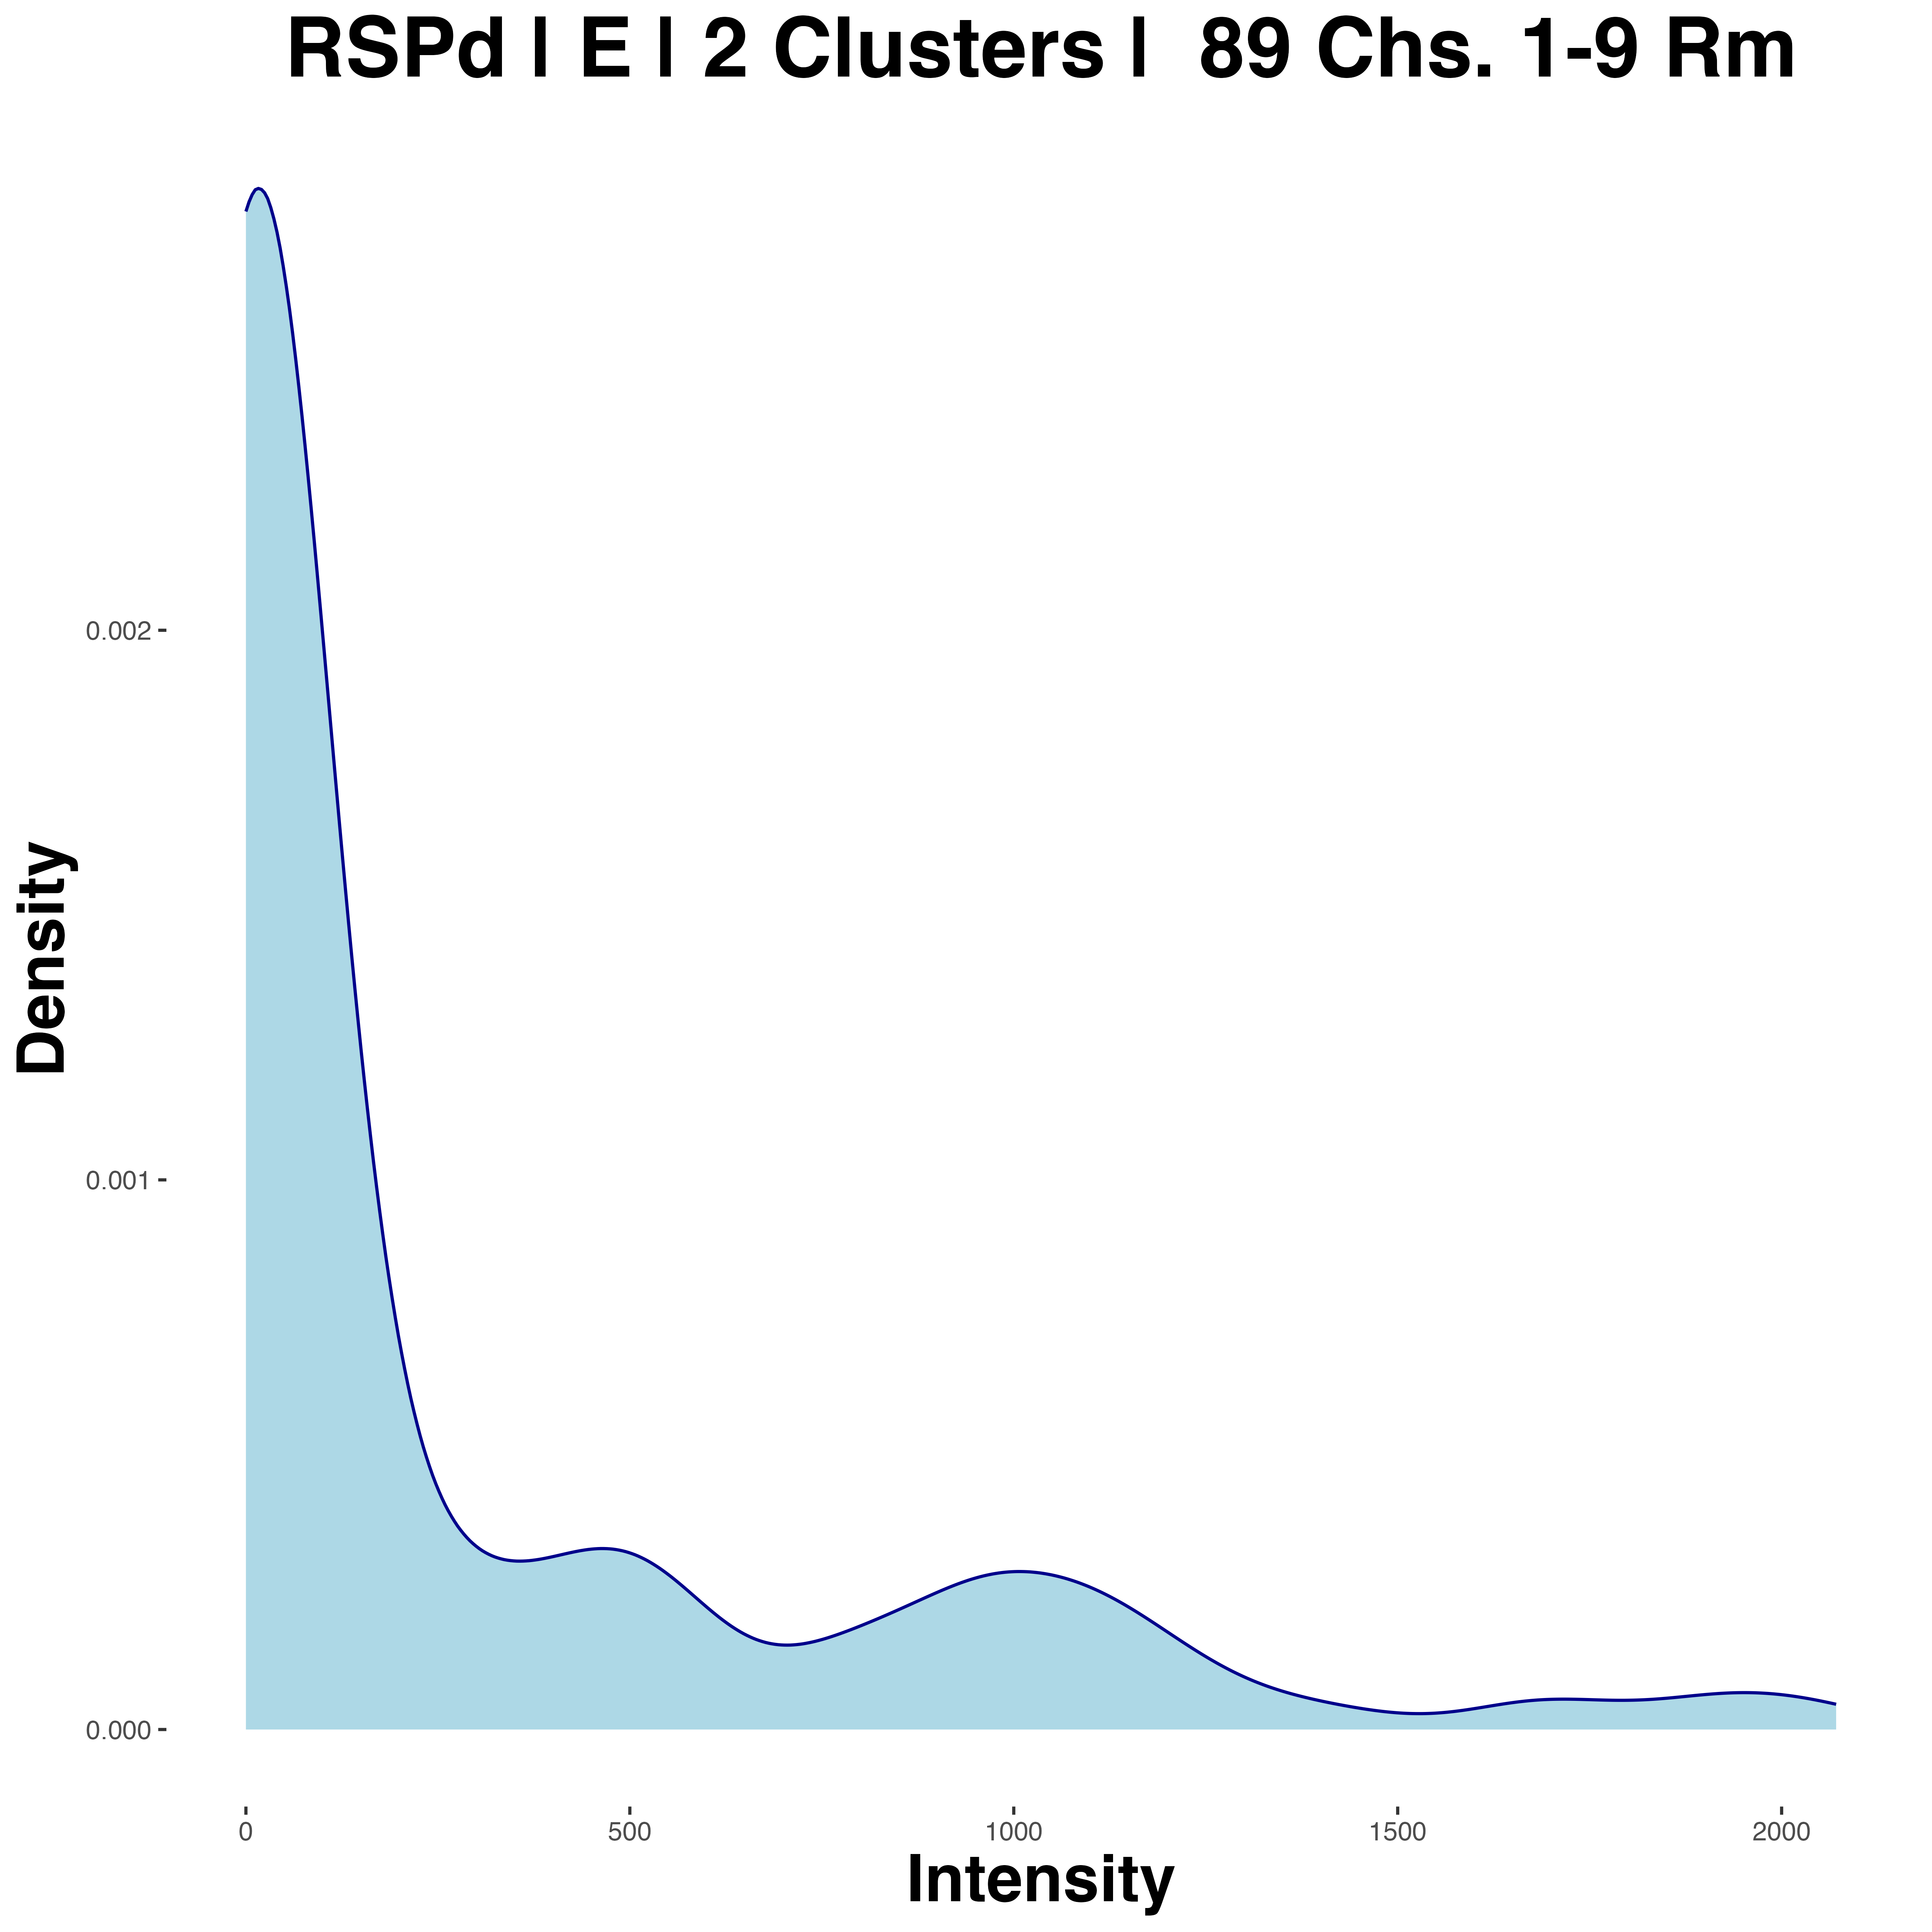 RSPd | E | 2 Clusters |  89 Chs. 1-9 Rm
Density
0.002
0.001
0.000
0 500 1000 1500 2000
Intensity